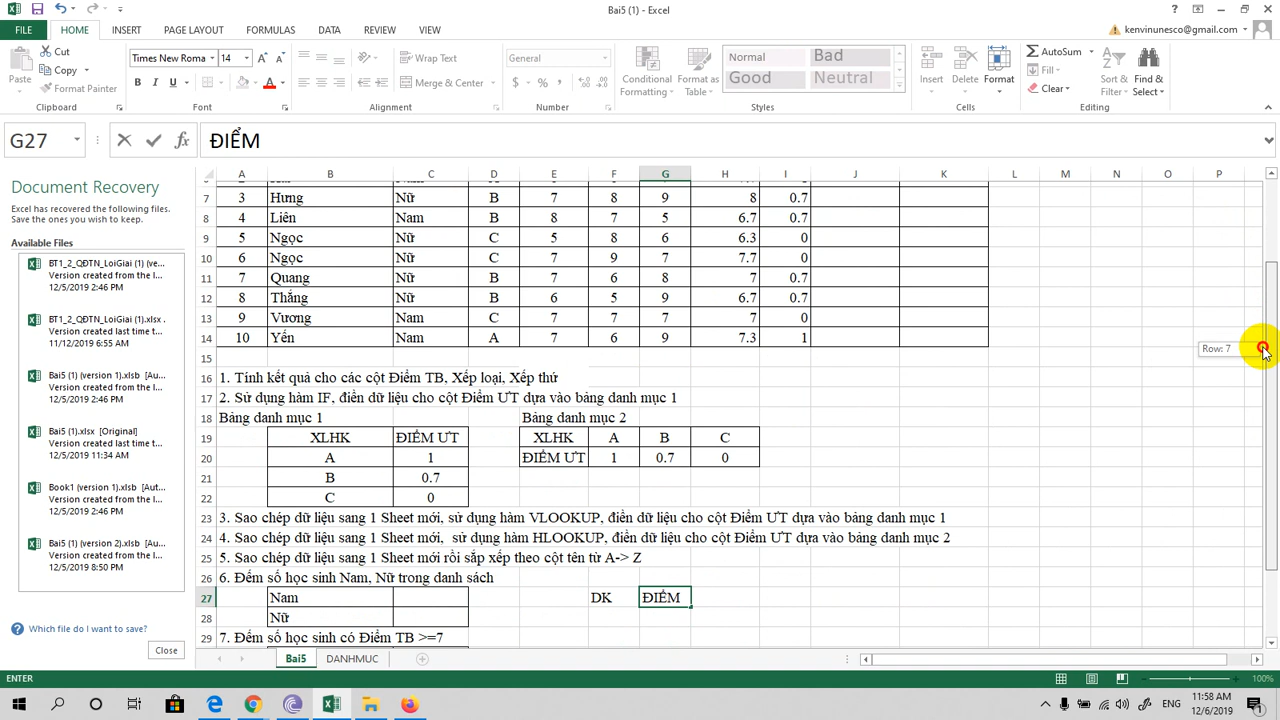 Bai5 (1) - Excel
FILE HOME INSERT PAGE LAYOUT FORMULAS DATA REVIEW VIEW kenvinunesco@gmail.com
Paste Cut Copy Format Painter
Times New Roma 14
B I U
Wrap Text
Merge & Center
General
$ % ,
Conditional Formatting Format as Table
Normal Bad
Good Neutral
Insert Delete Format
AutoSum
Fill
Clear
Sort & Filter Find & Select
Clipboard Font Alignment Number Styles Cells Editing
G27 fx ĐIỂM
Document Recovery
Excel has recovered the following files.
Save the ones you wish to keep.
Available Files
BT1_2_QĐTN_LoiGiai (1) (ve...
Version created from the l...
12/5/2019 2:46 PM
BT1_2_QĐTN_LoiGiai (1).xlsx .
Version created last time t...
11/12/2019 6:55 AM
Bai5 (1) (version 1).xlsb [Au...
Version created from the l...
12/5/2019 2:46 PM
Bai5 (1).xlsx [Original]
Version created last time t...
12/5/2019 11:34 AM
Book1 (version 1).xlsb [Aut...
Version created from the l...
12/5/2019 2:46 PM
Bai5 (1) (version 2).xlsb [Au...
Version created from the l...
12/5/2019 8:50 PM
Which file do I want to save?
Close
A B C D E F G H I J K L M N O P
7 3 Hưng Nữ B 7 8 9 8 0.7
8 4 Liên Nam B 8 7 5 6.7 0.7
9 5 Ngọc Nữ C 5 8 6 6.3 0
10 6 Ngọc Nữ C 7 9 7 7.7 0
11 7 Quang Nữ B 7 6 8 7 0.7
12 8 Thắng Nữ B 6 5 9 6.7 0.7
13 9 Vương Nam C 7 7 7 7 0
14 10 Yến Nam A 7 6 9 7.3 1
Row: 7
15
16 1. Tính kết quả cho các cột Điểm TB, Xếp loại, Xếp thứ
17 2. Sử dụng hàm IF, điền dữ liệu cho cột Điểm ƯT dựa vào bảng danh mục 1
18 Bảng danh mục 1 Bảng danh mục 2
19 XLHK ĐIỂM ƯT XLHK A B C
20 A 1 ĐIỂM ƯT 1 0.7 0
21 B 0.7
22 C 0
23 3. Sao chép dữ liệu sang 1 Sheet mới, sử dụng hàm VLOOKUP, điền dữ liệu cho cột Điểm ƯT dựa vào bảng danh mục 1
24 4. Sao chép dữ liệu sang 1 Sheet mới, sử dụng hàm HLOOKUP, điền dữ liệu cho cột Điểm ƯT dựa vào bảng danh mục 2
25 5. Sao chép dữ liệu sang 1 Sheet mới rồi sắp xếp theo cột tên từ A-> Z
26 6. Đếm số học sinh Nam, Nữ trong danh sách
27 Nam DK ĐIỂM
28 Nữ
29 7. Đếm số học sinh có Điểm TB >=7
Bai5 DANHMUC
ENTER 100%
ENG 11:58 AM
12/6/2019